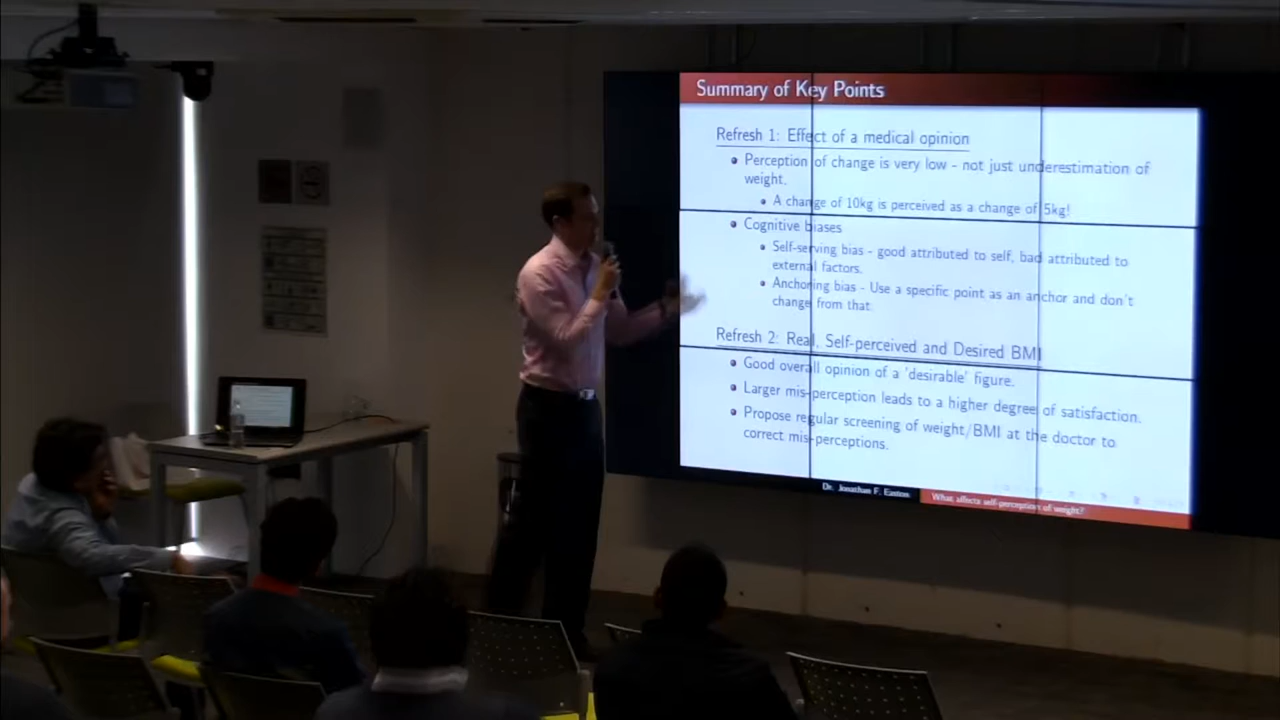 Summary of Key Points
Refresh 1: Effect of a medical opinion
Perception of change is very low - not just underestimation of
weight.
A change of 10kg is perceived as a change of 5kg!
Cognitive biases
Self-serving bias - good attributed to self, bad attributed to
external factors.
Anchoring bias - Use a specific point as an anchor and don't
change from that.
Refresh 2: Real, Self-perceived and Desired BMI
Good overall opinion of a 'desirable' figure.
Larger mis-perception leads to a higher degree of satisfaction.
Propose regular screening of weight/BMI at the doctor to
correct mis-perceptions.
Dr. Jonathan F. Easton
What affects self-perception of weight?